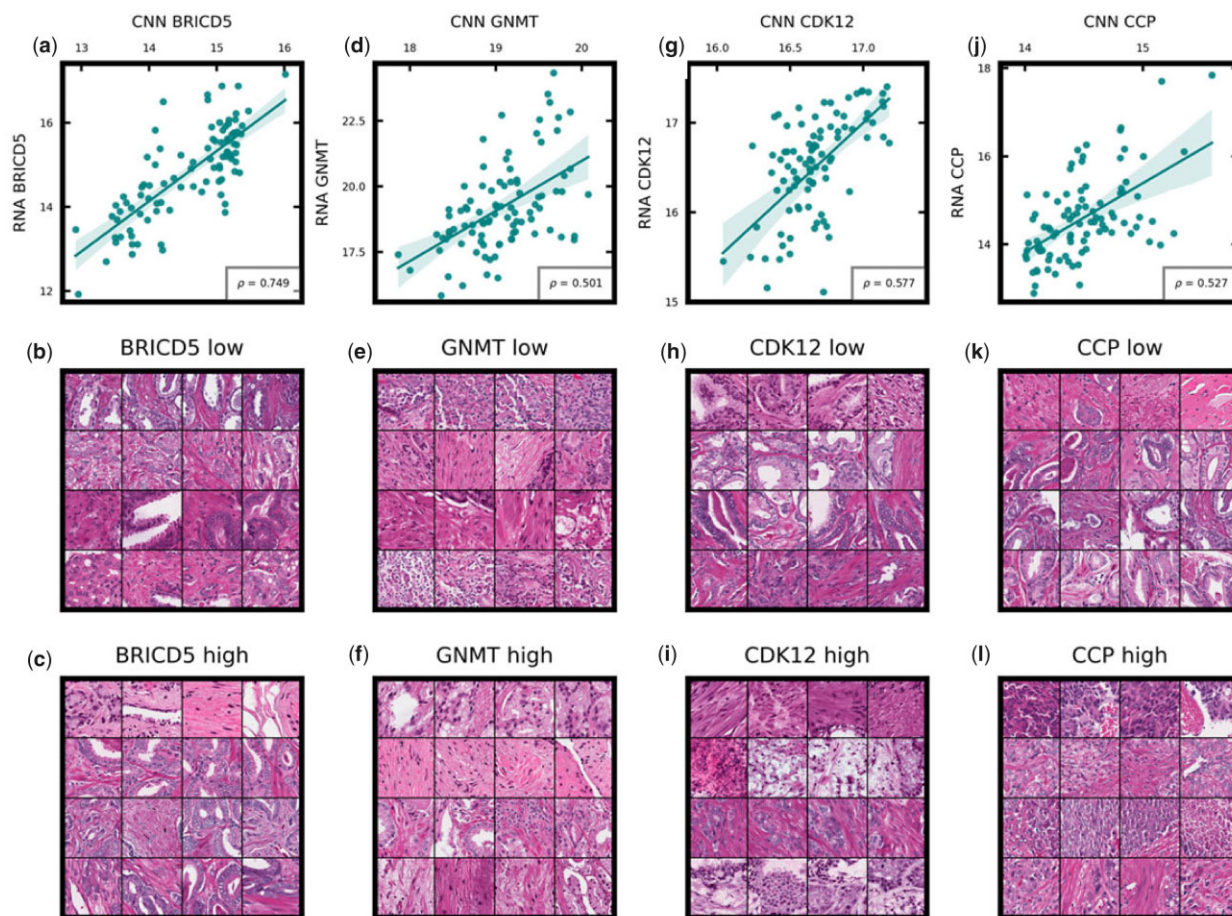 CNN BRICD5
CNN GNMT
CNN CDK12
CNN CCP
(a)
13
14
15
16
(d)
18
19
20
(g)
16.0
16.5
17.0
(j)
14
15
RNA BRICD5
16
14
12
ρ = 0.749
RNA GNMT
22.5
20.0
17.5
ρ = 0.501
RNA CDK12
17
16
15
ρ = 0.577
RNA CCP
18
16
14
ρ = 0.527
(b)
BRICD5 low
(e)
GNMT low
(h)
CDK12 low
(k)
CCP low
(c)
BRICD5 high
(f)
GNMT high
(i)
CDK12 high
(l)
CCP high